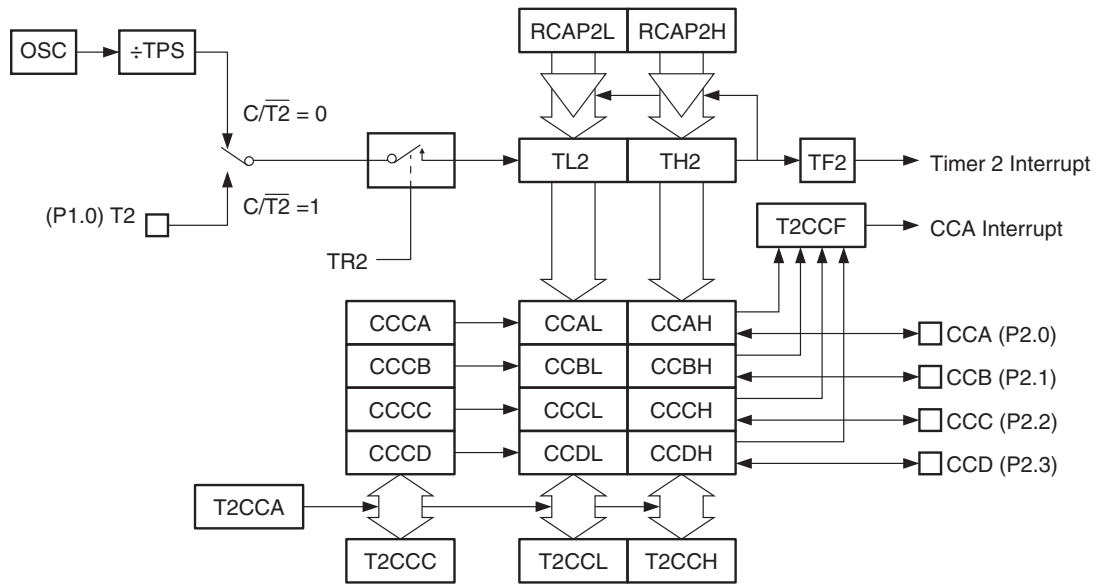 RCAP2L RCAP2H
OSC ÷TPS
C/T2̅ = 0
TL2 TH2 TF2 Timer 2 Interrupt
C/T2̅ =1
(P1.0) T2
T2CCF CCA Interrupt
TR2
CCCA CCAL CCAH CCA (P2.0)
CCCB CCBL CCBH CCB (P2.1)
CCCC CCCL CCCH CCC (P2.2)
CCCD CCDL CCDH CCD (P2.3)
T2CCA
T2CCC T2CCL T2CCH